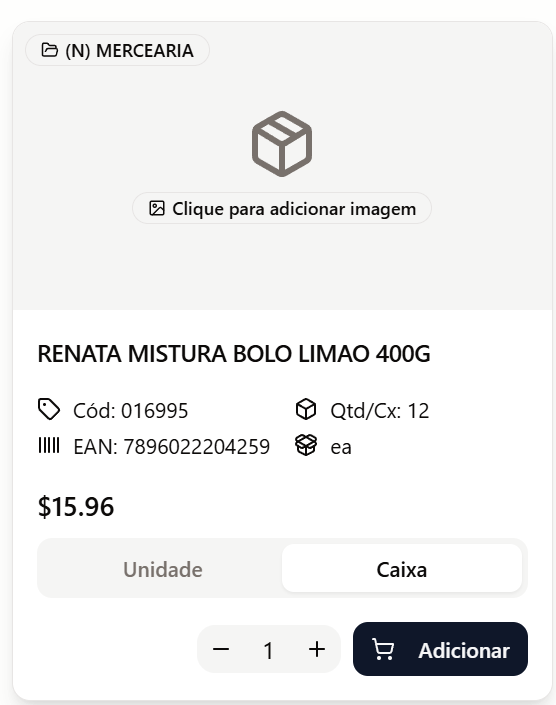 (N) MERCEARIA
Clique para adicionar imagem
RENATA MISTURA BOLO LIMAO 400G
Cód: 016995
Qtd/Cx: 12
EAN: 7896022204259
ea
$15.96
Unidade
Caixa
− 1 +
Adicionar